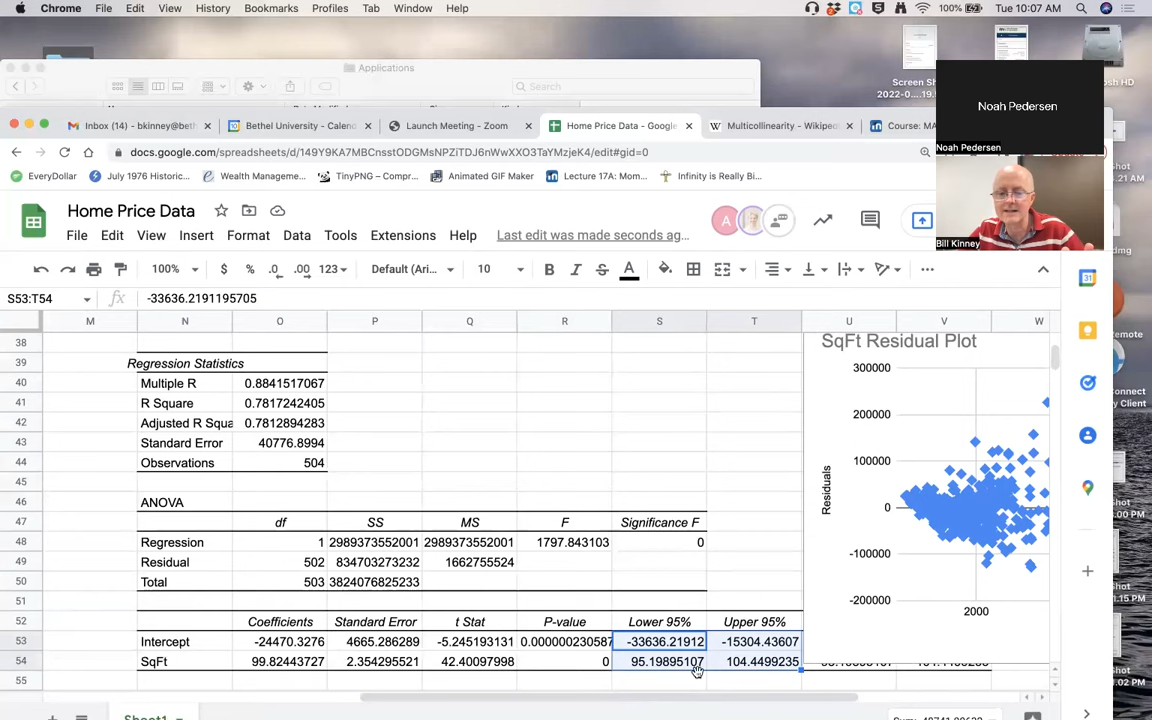 Chrome File Edit View History Bookmarks Profiles Tab Window Help 100% Tue 10:07 AM
Applications
Search
Screen Sh
2022-0....19.
Noah Pedersen
Noah Pedersen
Bill Kinney
Inbox (14) - bkinney@beth × Bethel University - Calend × Launch Meeting - Zoom × Home Price Data - Google × Multicollinearity - Wikiped × Course: MA
docs.google.com/spreadsheets/d/149Y9KA7MBCnsstODGMsNPZiTDJ6nWwXXO3TaYMzjeK4/edit#gid=0
EveryDollar July 1976 Historic... Wealth Manageme... TinyPNG – Compr... Animated GIF Maker Lecture 17A: Mom... Infinity is Really Bi...
Home Price Data
File Edit View Insert Format Data Tools Extensions Help Last edit was made seconds ag...
A
100% $ % .0 .00 123 Default (Ari... 10 B I S A
S53:T54 fx -33636.2191195705
M N O P Q R S T U V W
38
39 Regression Statistics
40 Multiple R 0.8841517067
41 R Square 0.7817242405
42 Adjusted R Squa 0.7812894283
43 Standard Error 40776.8994
44 Observations 504
45
46 ANOVA
47 df SS MS F Significance F
48 Regression 1 2989373552001 2989373552001 1797.843103 0
49 Residual 502 834703273232 1662755524
50 Total 503 3824076825233
51
52 Coefficients Standard Error t Stat P-value Lower 95% Upper 95%
53 Intercept -24470.3276 4665.286289 -5.245193131 0.000000230587 -33636.21912 -15304.43607
54 SqFt 99.82443727 2.354295521 42.40097998 0 95.19895107 104.4499235
55
SqFt Residual Plot
300000
200000
100000
0
-100000
-200000
Residuals
2000
Sheet1